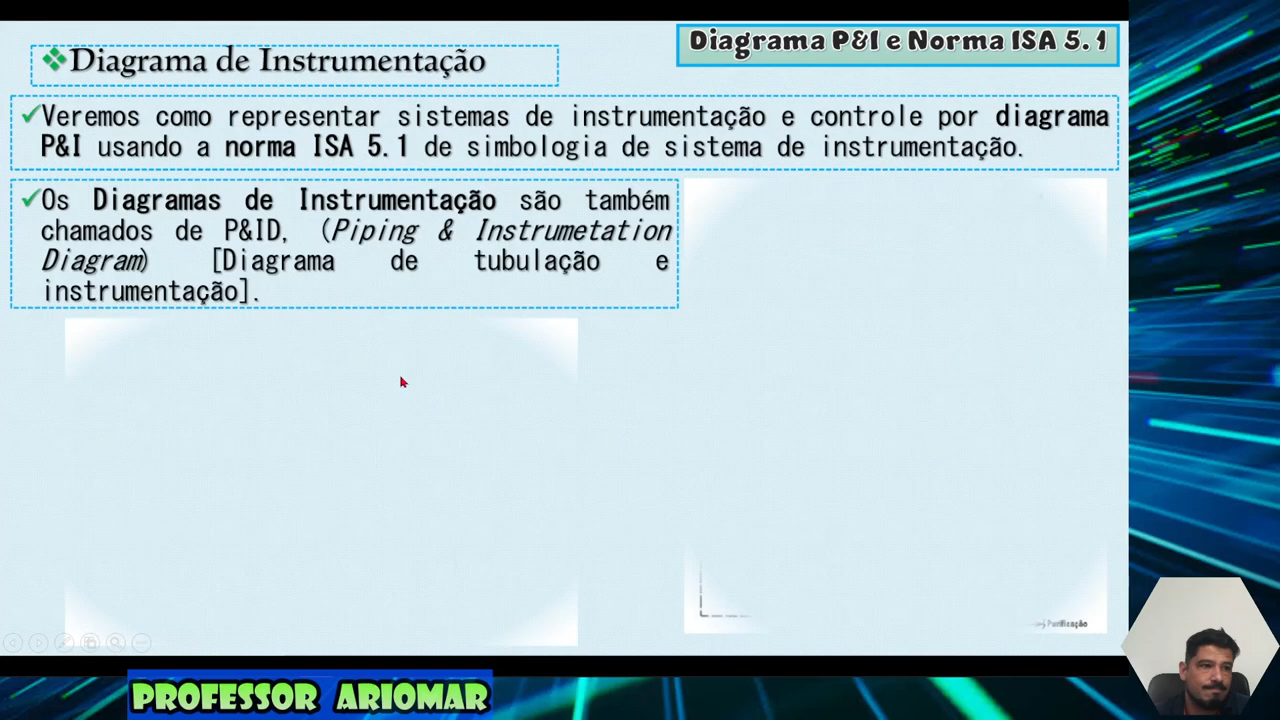 Diagrama de Instrumentação
Diagrama P&I e Norma ISA 5.1
Veremos como representar sistemas de instrumentação e controle por diagrama
P&I usando a norma ISA 5.1 de simbologia de sistema de instrumentação.
Os Diagramas de Instrumentação são também
chamados de P&ID, (Piping & Instrumetation
Diagram) [Diagrama de tubulação e
instrumentação].
Purificação
PROFESSOR ARIOMAR